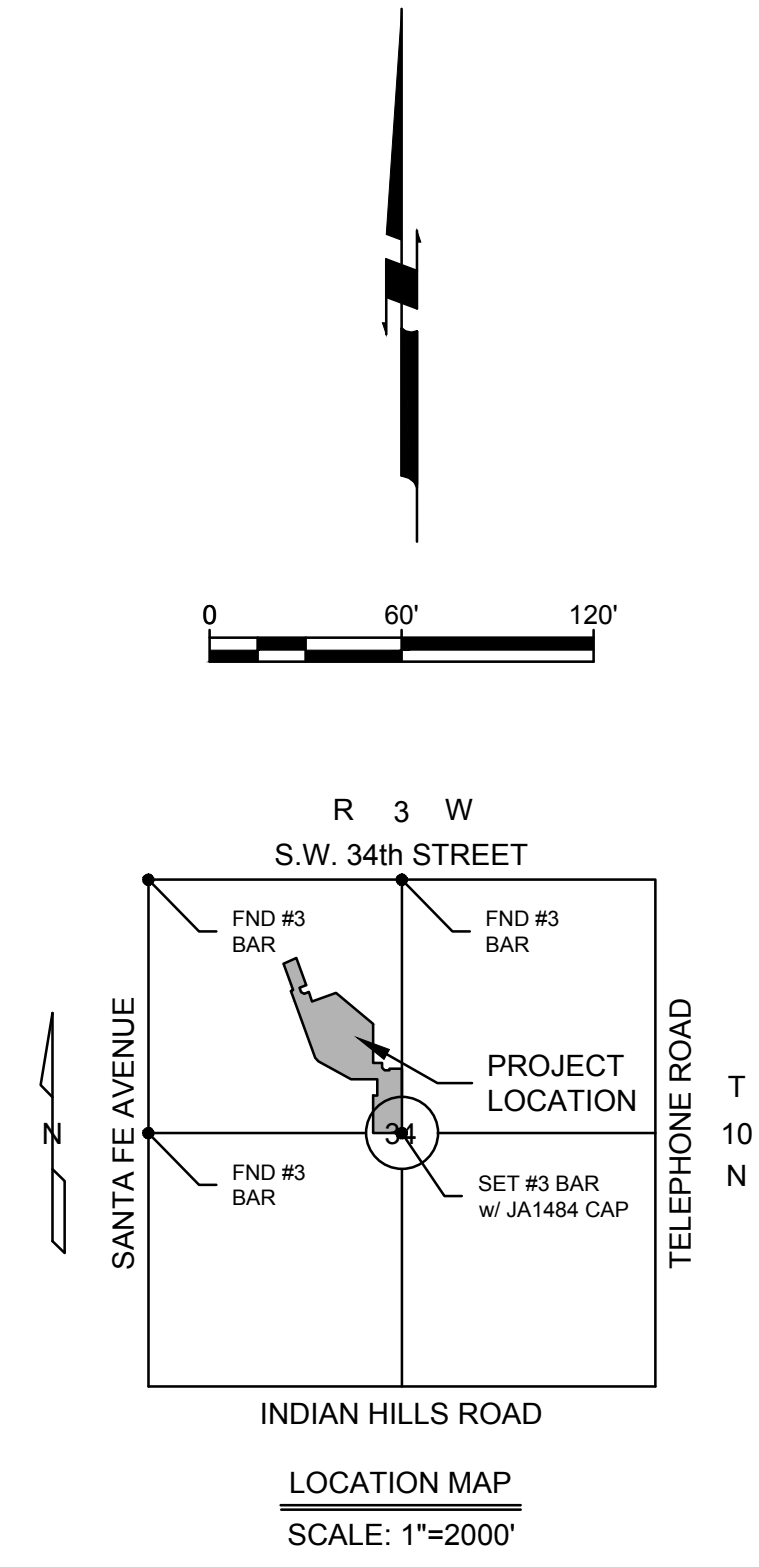 0 60' 120'
R 3 W
S.W. 34th STREET
FND #3
BAR
FND #3
BAR
SANTA FE AVENUE
N
PROJECT
LOCATION
TELEPHONE ROAD
T
10
N
34
FND #3
BAR
SET #3 BAR
w/ JA1484 CAP
INDIAN HILLS ROAD
LOCATION MAP
SCALE: 1"=2000'